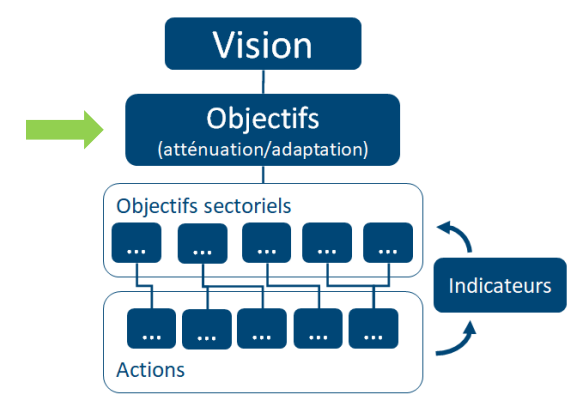 Vision
Objectifs
(atténuation/adaptation)
Objectifs sectoriels
... ... ... ... ...
Indicateurs
... ... ... ... ...
Actions